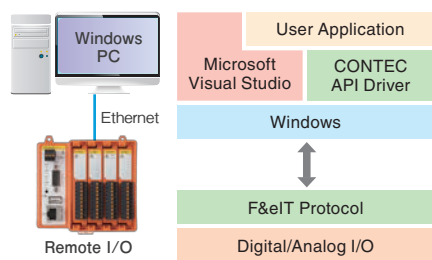 Windows
PC
Ethernet
Remote I/O
User Application
Microsoft
Visual Studio
CONTEC
API Driver
Windows
F&eIT Protocol
Digital/Analog I/O